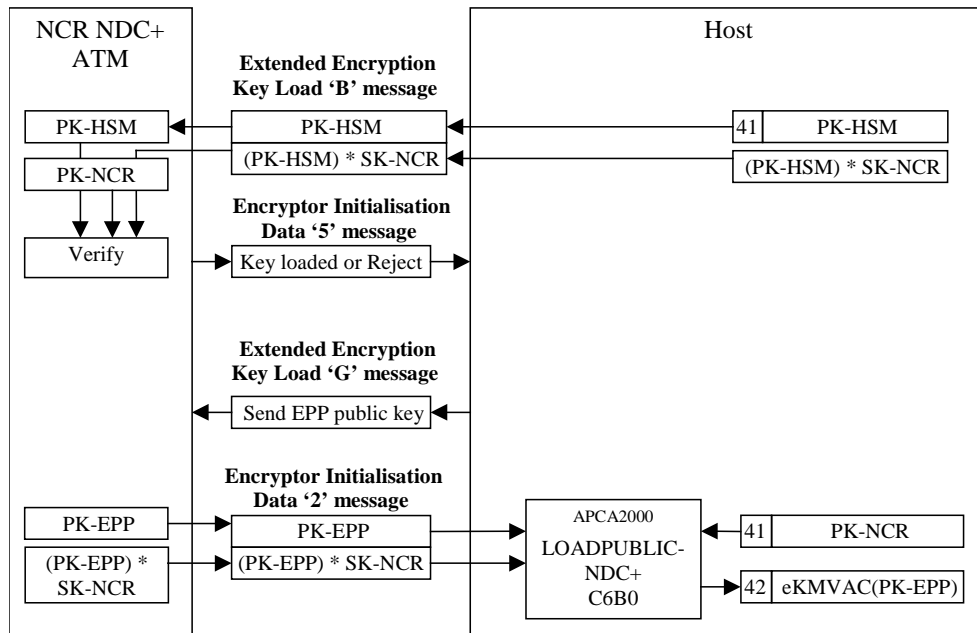 NCR NDC+
ATM
Host
Extended Encryption
Key Load ‘B’ message
PK-HSM
PK-HSM
41
PK-HSM
(PK-HSM) * SK-NCR
(PK-HSM) * SK-NCR
PK-NCR
Verify
Encryptor Initialisation
Data ‘5’ message
Key loaded or Reject
Extended Encryption
Key Load ‘G’ message
Send EPP public key
Encryptor Initialisation
Data ‘2’ message
PK-EPP
PK-EPP
(PK-EPP) *
SK-NCR
(PK-EPP) * SK-NCR
APCA2000
LOADPUBLIC-
NDC+
C6B0
41
PK-NCR
42
eKMVAC(PK-EPP)